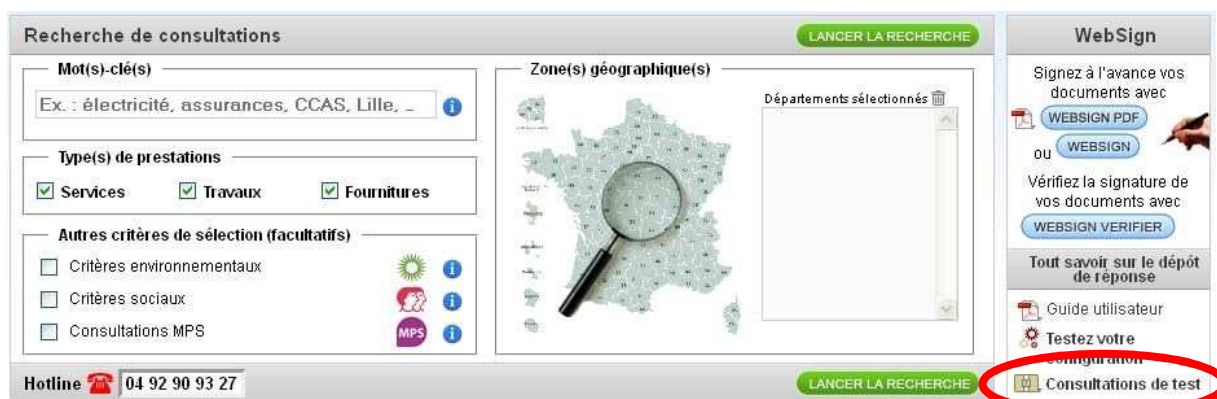 Recherche de consultations
LANCER LA RECHERCHE
Mot(s)-clé(s)
Ex. : électricité, assurances, CCAS, Lille, ...
Type(s) de prestations
Services
Travaux
Fournitures
Autres critères de sélection (facultatifs)
Critères environnementaux
Critères sociaux
Consultations MPS
MPS
Zone(s) géographique(s)
Départements sélectionnés
Hotline
04 92 90 93 27
LANCER LA RECHERCHE
WebSign
Signez à l'avance vos
documents avec
WEBSIGN PDF
ou
WEBSIGN
Vérifiez la signature de
vos documents avec
WEBSIGN VERIFIER
Tout savoir sur le dépôt
de réponse
Guide utilisateur
Testez votre
configuration
Consultations de test